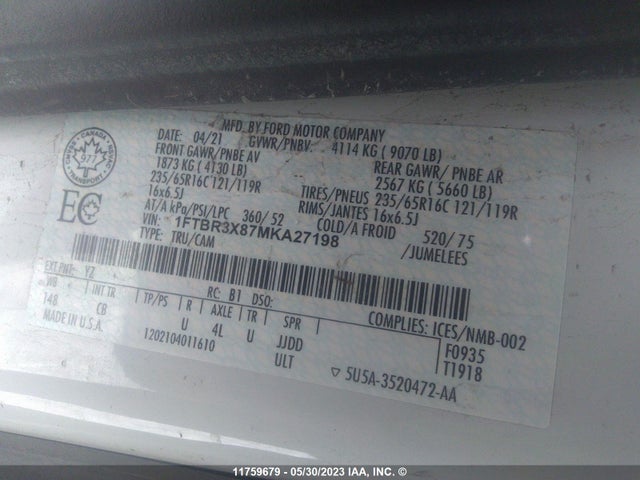 MFD. BY FORD MOTOR COMPANY
DATE: 04/21 GVWR/PNBV: 4114 KG ( 9070 LB)
FRONT GAWR/PNBE AV REAR GAWR/ PNBE AR
1873 KG ( 4130 LB) 2567 KG ( 5660 LB)
235/65R16C 121/119R TIRES/PNEUS 235/65R16C 121/119R
16x6.5J RIMS/JANTES 16x6.5J
AT/A kPa/PSI/LPC 360/ 52 COLD/A FROID 520/ 75
VIN: 1FTBR3X87MKA27198 /JUMELEES
TYPE: TRU/CAM
CANADA
977
TRANSPORT
EC
EXT PNT: YZ RC: B1 DSO:
WB INT TR TP/PS R AXLE TR SPR
148 CB U 4L U JJDD
MADE IN U.S.A. ULT
1202104011610
COMPLIES: ICES/NMB-002
F0935
T1918
5U5A-3520472-AA
11759679 - 05/30/2023 IAA, INC. ©